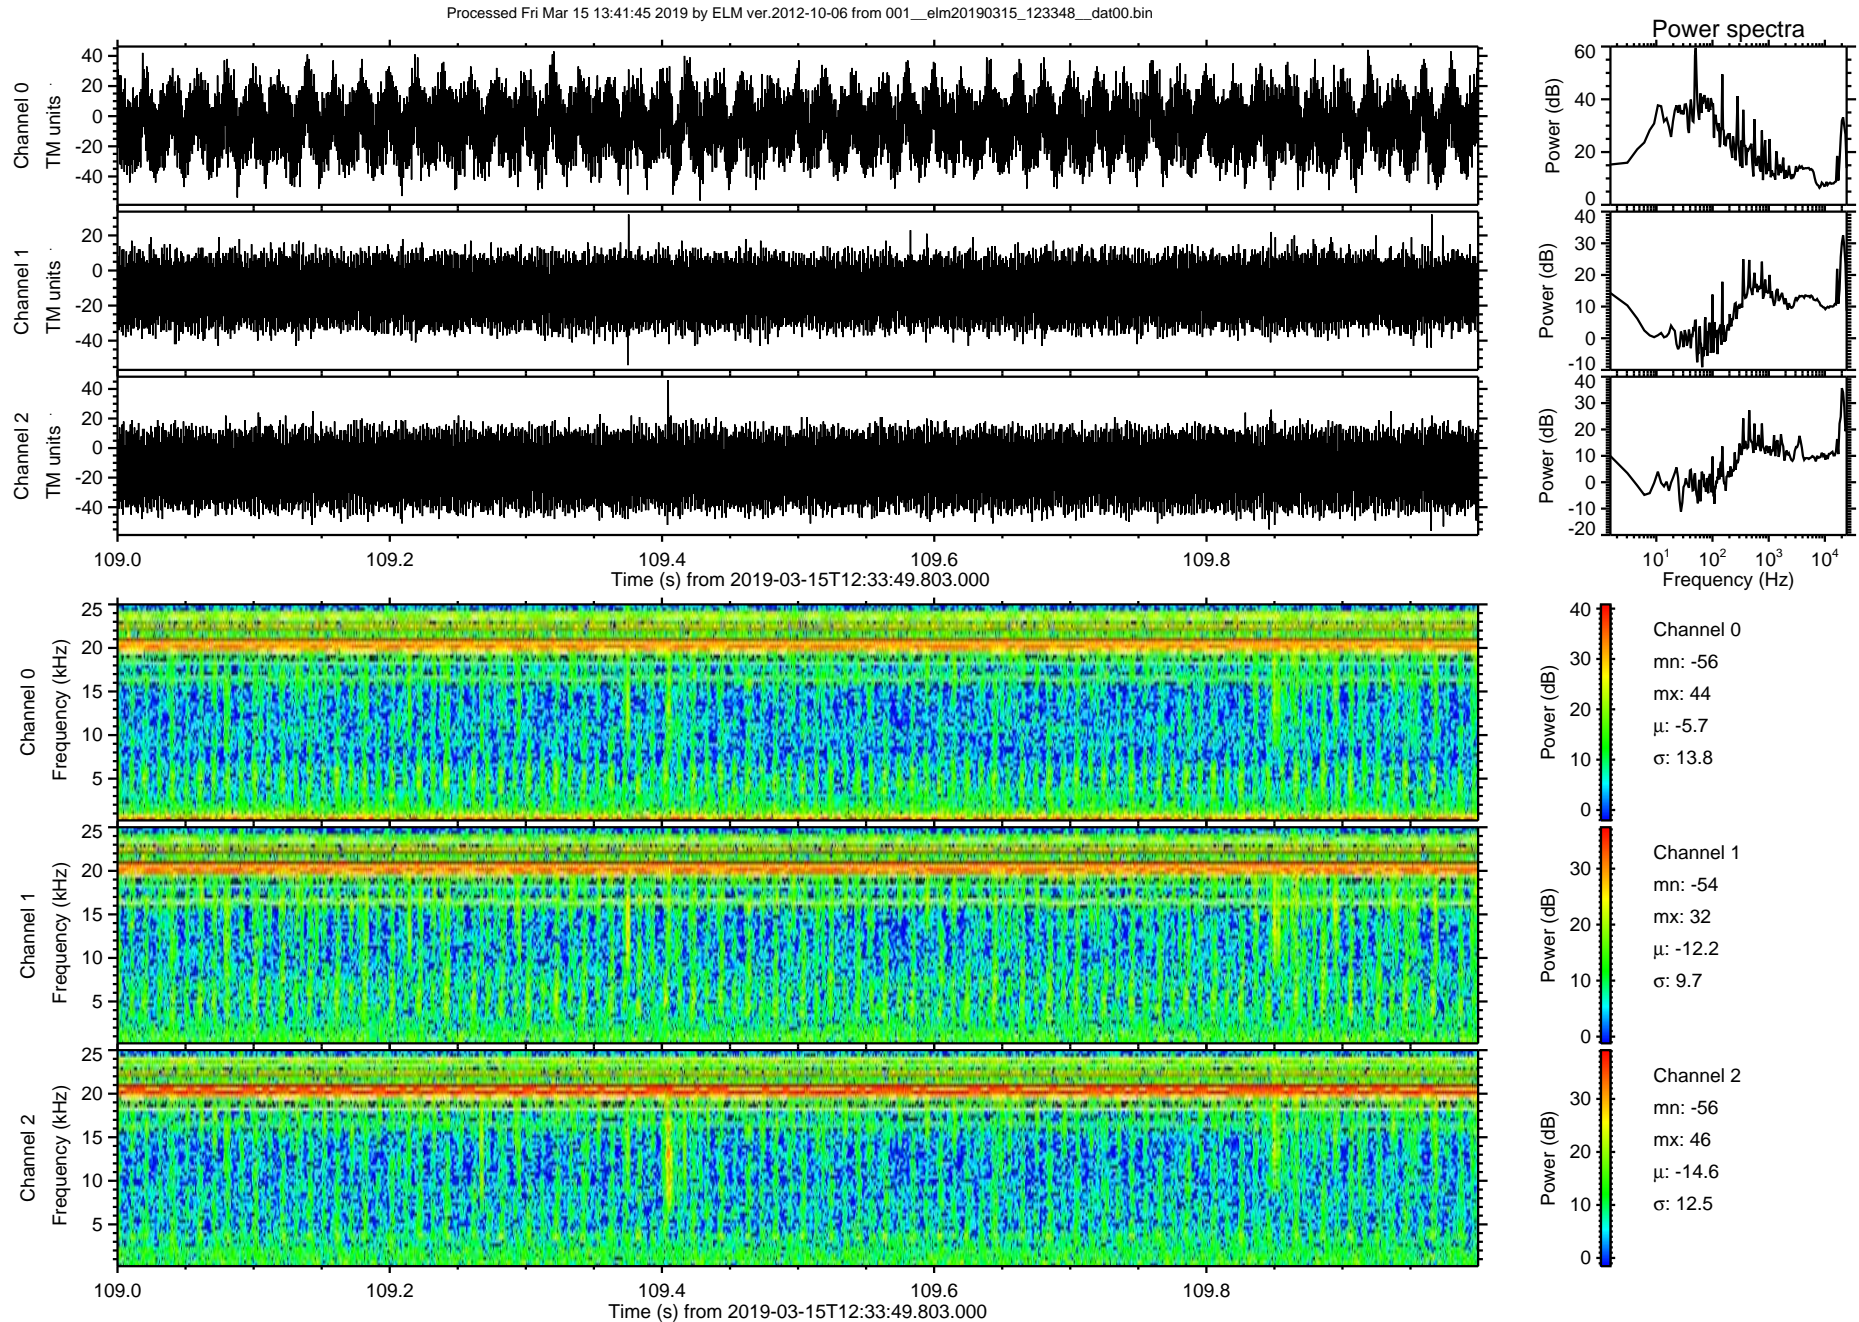 Processed Fri Mar 15 13:41:45 2019 by ELM ver.2012-10-06 from 001__elm20190315_123348__dat00.bin
Power spectra
Channel 0
TM units
40
20
0
-20
-40
Power (dB)
60
40
20
0
Channel 1
TM units
20
0
-20
-40
Power (dB)
40
30
20
10
0
-10
Channel 2
TM units
40
20
0
-20
-40
Power (dB)
40
30
20
10
0
-10
-20
109.0 109.2 109.4 109.6 109.8
Time (s) from 2019-03-15T12:33:49.803.000
10¹ 10² 10³ 10⁴
Frequency (Hz)
Channel 0
Frequency (kHz)
25
20
15
10
5
Power (dB)
40
30
20
10
0
Channel 0
mn: -56
mx: 44
μ: -5.7
σ: 13.8
Channel 1
Frequency (kHz)
25
20
15
10
5
Power (dB)
30
20
10
0
Channel 1
mn: -54
mx: 32
μ: -12.2
σ: 9.7
Channel 2
Frequency (kHz)
25
20
15
10
5
Power (dB)
30
20
10
0
Channel 2
mn: -56
mx: 46
μ: -14.6
σ: 12.5
109.0 109.2 109.4 109.6 109.8
Time (s) from 2019-03-15T12:33:49.803.000